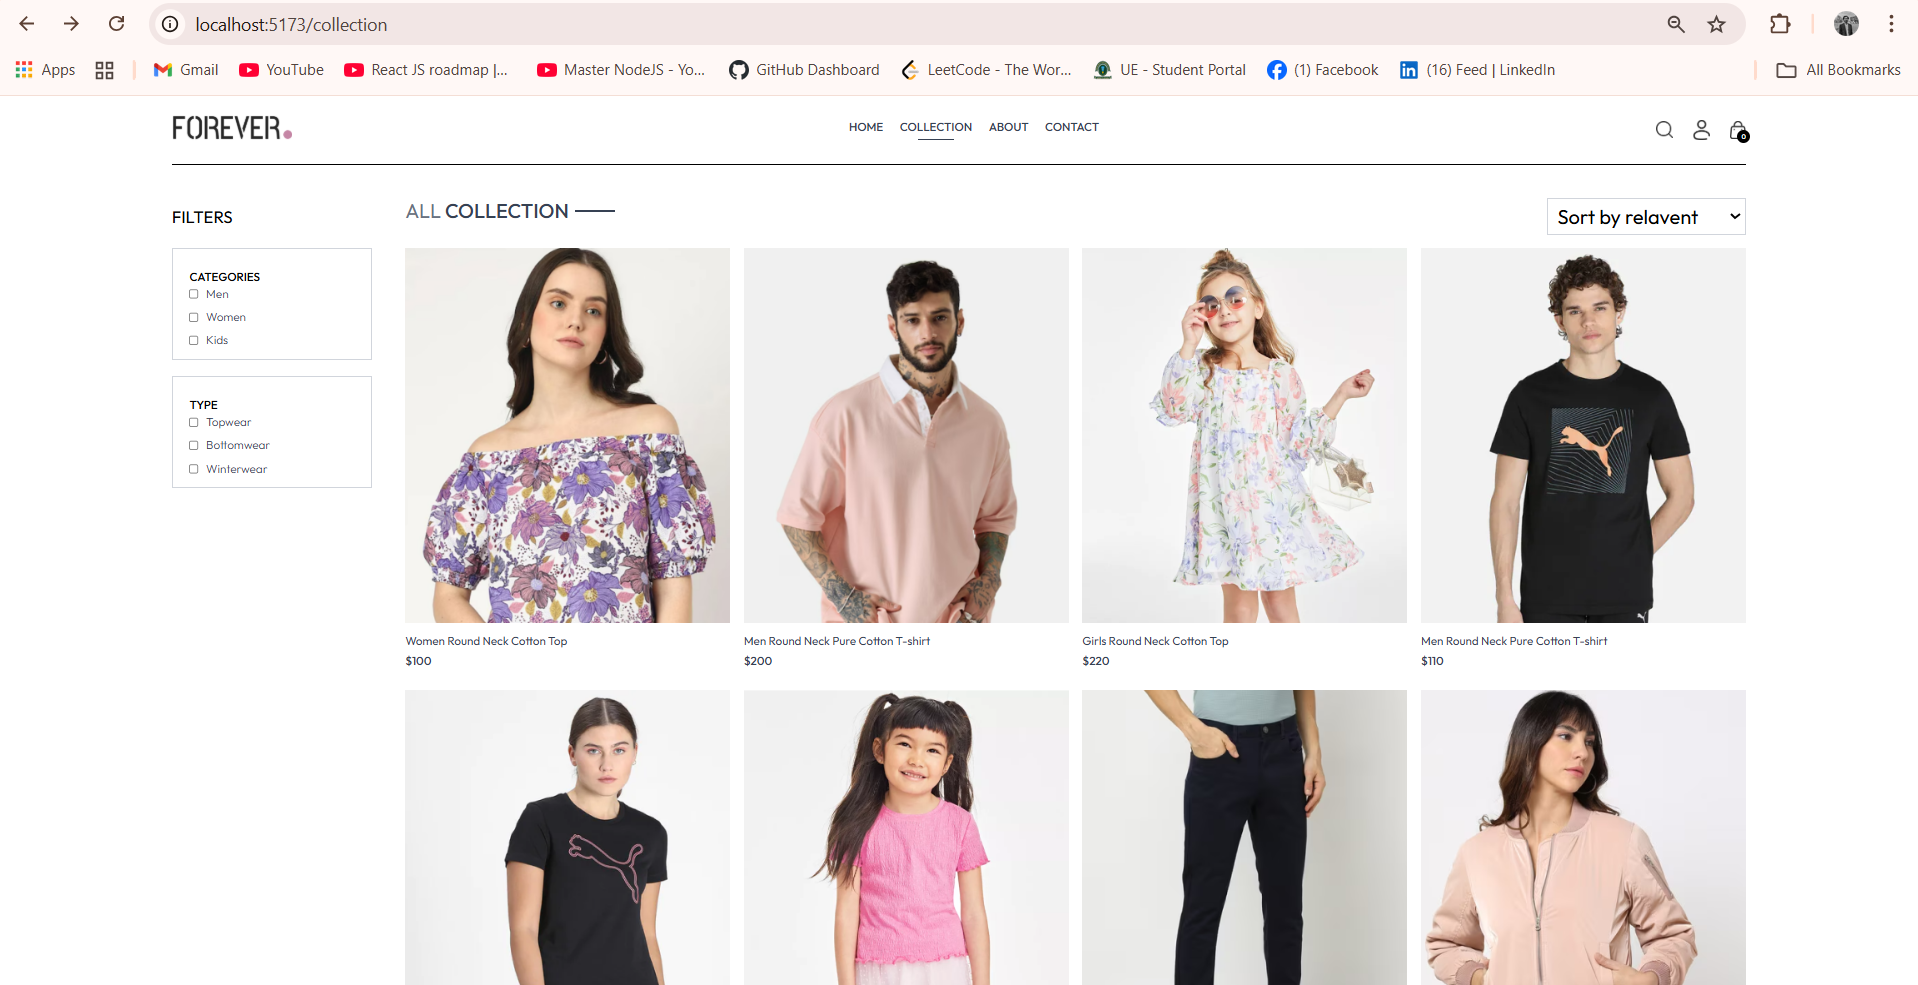 localhost:5173/collection
Apps
Gmail
YouTube
React JS roadmap |...
Master NodeJS - Yo...
GitHub Dashboard
LeetCode - The Wor...
UE - Student Portal
(1) Facebook
(16) Feed | LinkedIn
All Bookmarks
FOREVER.
HOME
COLLECTION
ABOUT
CONTACT
0
FILTERS
CATEGORIES
Men
Women
Kids
TYPE
Topwear
Bottomwear
Winterwear
ALL COLLECTION
Sort by relavent
Women Round Neck Cotton Top
$100
Men Round Neck Pure Cotton T-shirt
$200
Girls Round Neck Cotton Top
$220
Men Round Neck Pure Cotton T-shirt
$110